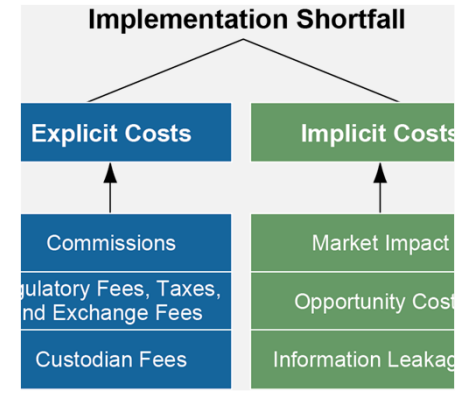 Implementation Shortfall
Explicit Costs
Implicit Costs
Commissions
gulatory Fees, Taxes,
nd Exchange Fees
Custodian Fees
Market Impact
Opportunity Cost
Information Leakag